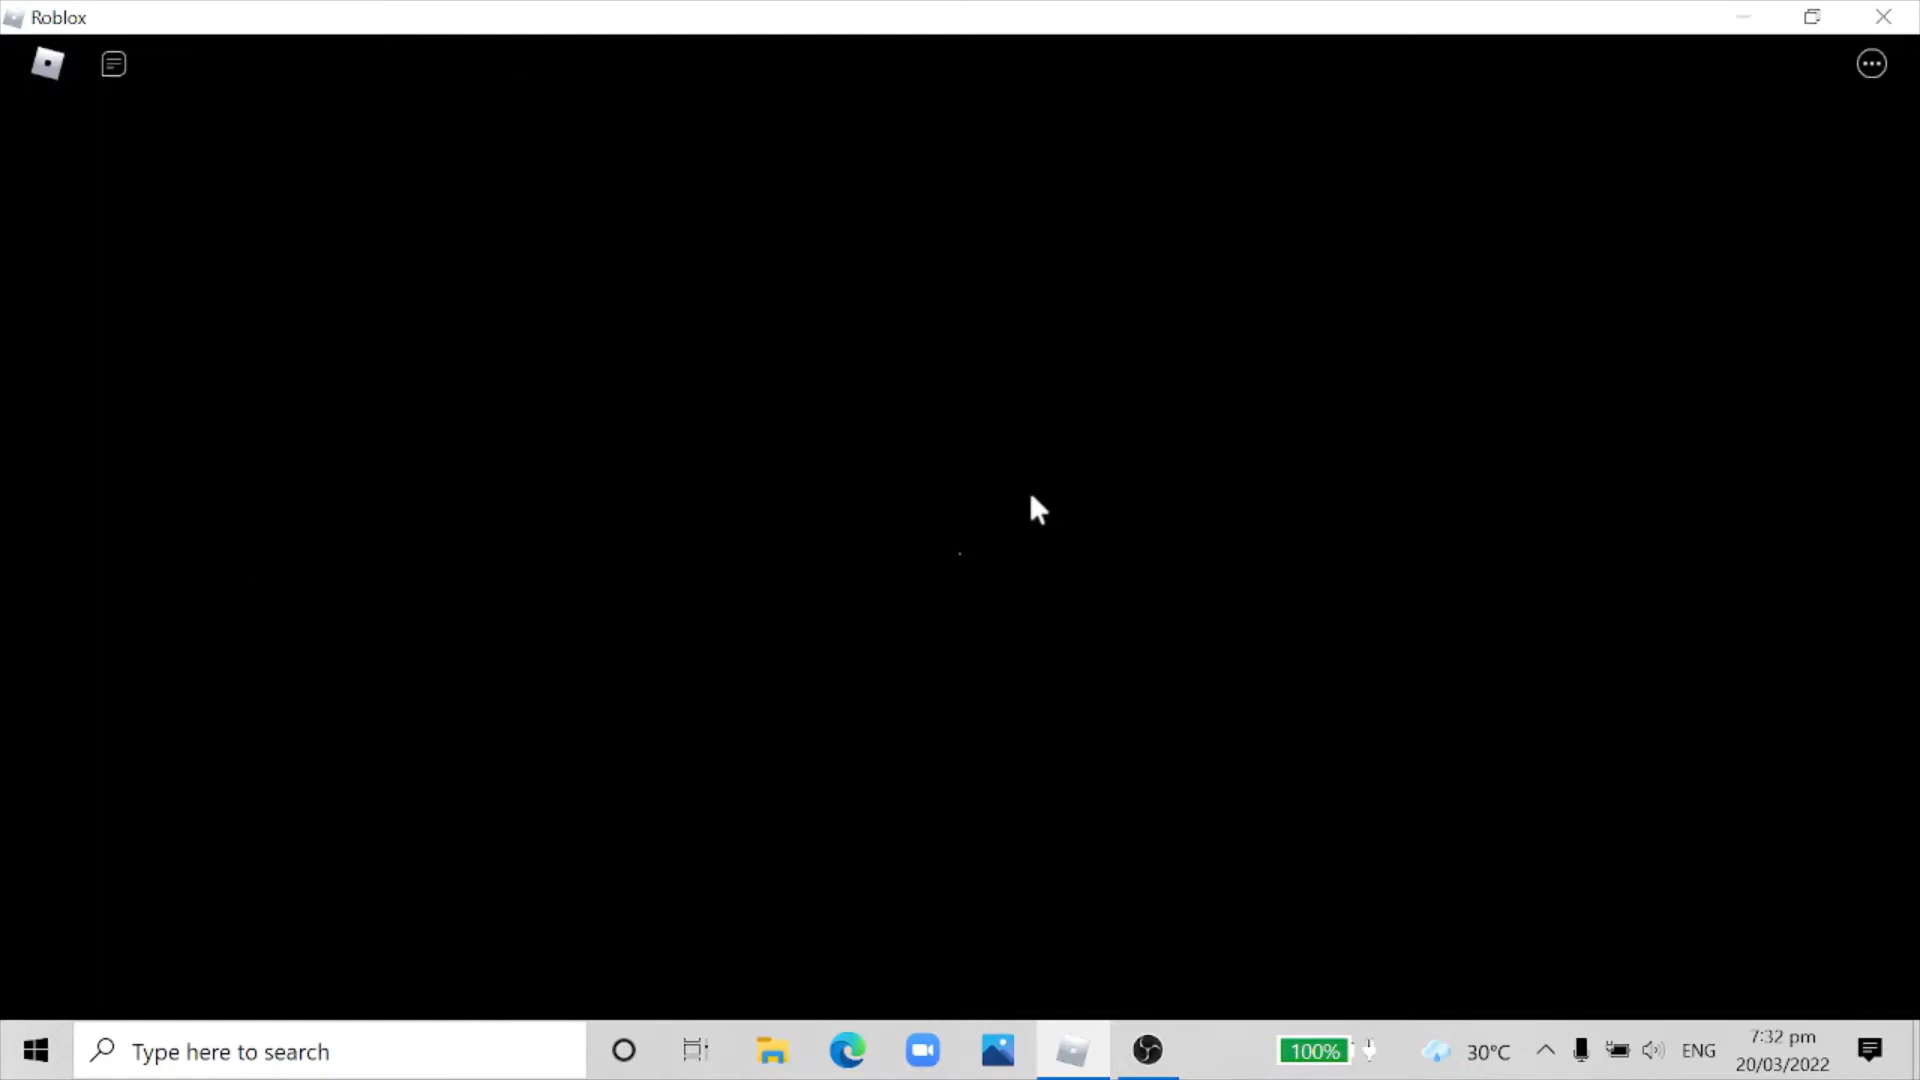 Roblox
Type here to search
100%
30°C
ENG
7:32 pm
20/03/2022